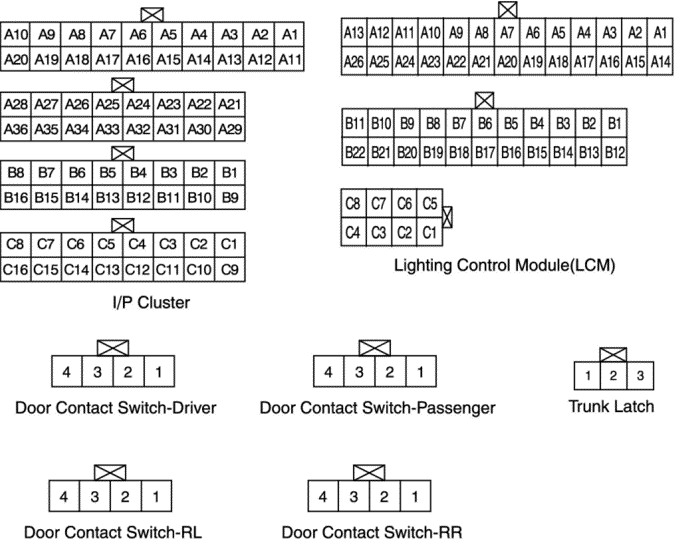 A10 A9 A8 A7 A6 A5 A4 A3 A2 A1
A20 A19 A18 A17 A16 A15 A14 A13 A12 A11
A28 A27 A26 A25 A24 A23 A22 A21
A36 A35 A34 A33 A32 A31 A30 A29
B8 B7 B6 B5 B4 B3 B2 B1
B16 B15 B14 B13 B12 B11 B10 B9
C8 C7 C6 C5 C4 C3 C2 C1
C16 C15 C14 C13 C12 C11 C10 C9
I/P Cluster
A13 A12 A11 A10 A9 A8 A7 A6 A5 A4 A3 A2 A1
A26 A25 A24 A23 A22 A21 A20 A19 A18 A17 A16 A15 A14
B11 B10 B9 B8 B7 B6 B5 B4 B3 B2 B1
B22 B21 B20 B19 B18 B17 B16 B15 B14 B13 B12
C8 C7 C6 C5
C4 C3 C2 C1
Lighting Control Module(LCM)
4 3 2 1
Door Contact Switch-Driver
4 3 2 1
Door Contact Switch-Passenger
1 2 3
Trunk Latch
4 3 2 1
Door Contact Switch-RL
4 3 2 1
Door Contact Switch-RR